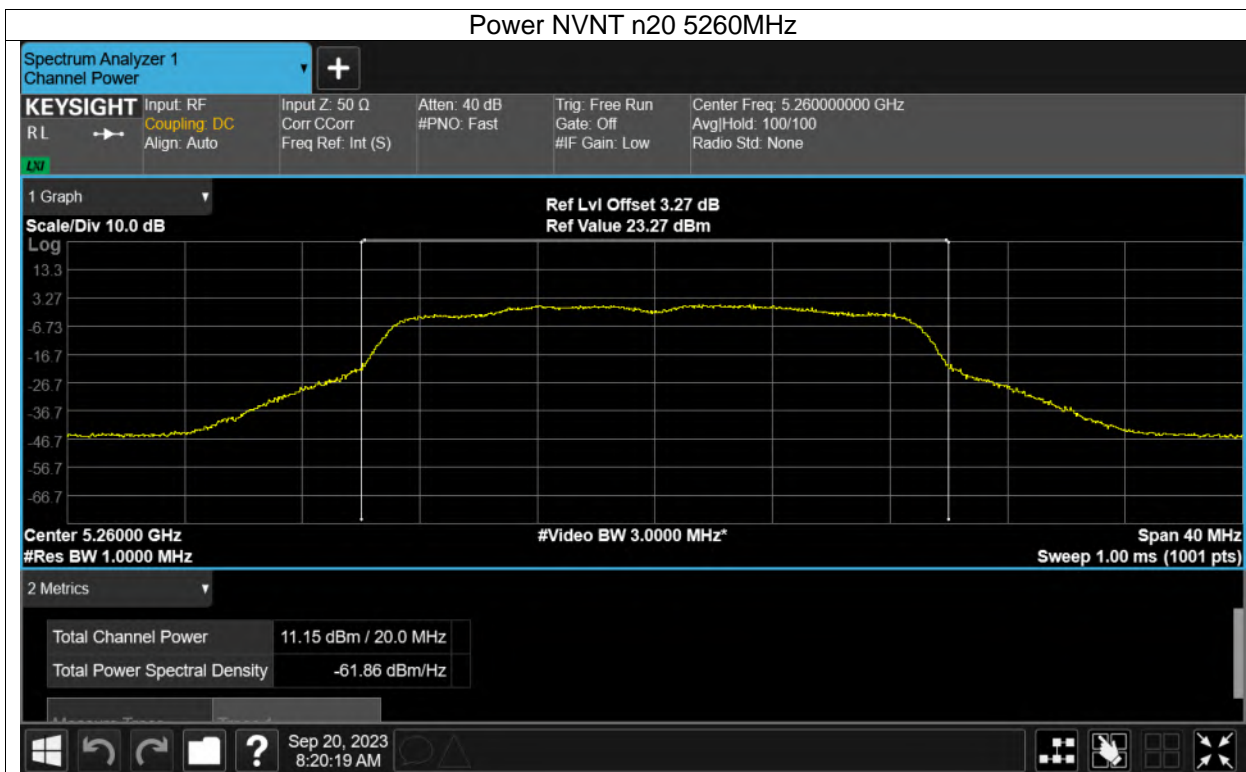 Power NVNT n20 5260MHz
Spectrum Analyzer 1
Channel Power
KEYSIGHT
RL
LXI
Input: RF
Coupling: DC
Align: Auto
Input Z: 50 Ω
Corr CCorr
Freq Ref: Int (S)
Atten: 40 dB
#PNO: Fast
Trig: Free Run
Gate: Off
#IF Gain: Low
Center Freq: 5.260000000 GHz
Avg|Hold: 100/100
Radio Std: None
1 Graph
Scale/Div 10.0 dB
Ref Lvl Offset 3.27 dB
Ref Value 23.27 dBm
Log
13.3
3.27
-6.73
-16.7
-26.7
-36.7
-46.7
-56.7
-66.7
Center 5.26000 GHz
#Video BW 3.0000 MHz*
Span 40 MHz
#Res BW 1.0000 MHz
Sweep 1.00 ms (1001 pts)
2 Metrics
Total Channel Power 11.15 dBm / 20.0 MHz
Total Power Spectral Density -61.86 dBm/Hz
?
Sep 20, 2023
8:20:19 AM